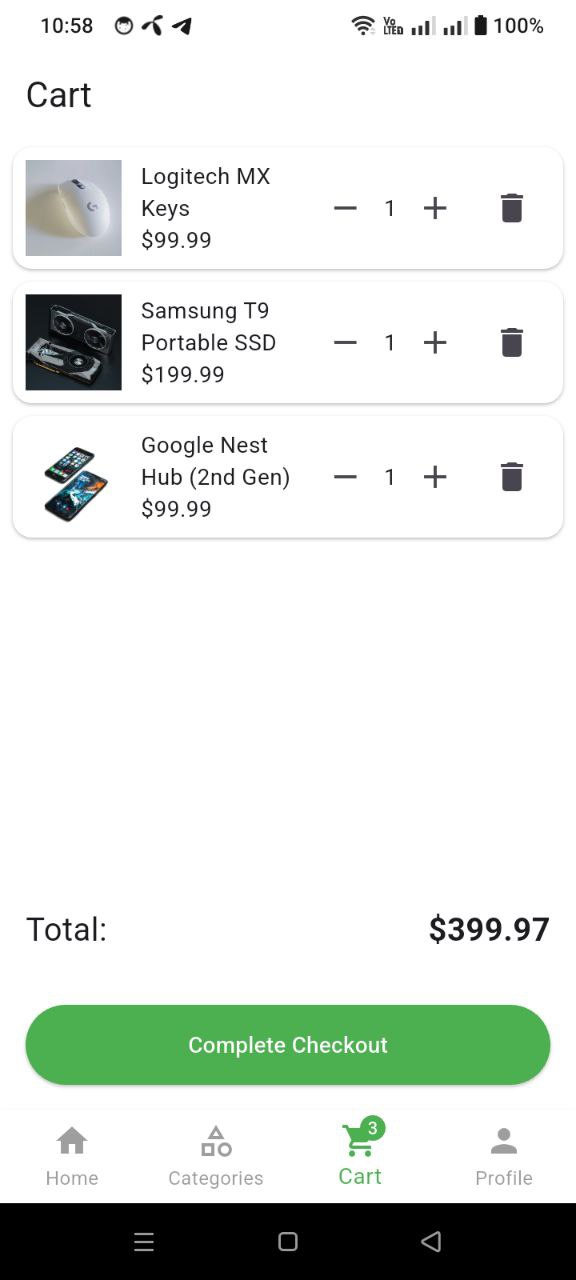 10:58
Vo
LTED
100%
Cart
Logitech MX
Keys
$99.99
1
Samsung T9
Portable SSD
$199.99
1
Google Nest
Hub (2nd Gen)
$99.99
1
Total:
$399.97
Complete Checkout
3
Home
Categories
Cart
Profile